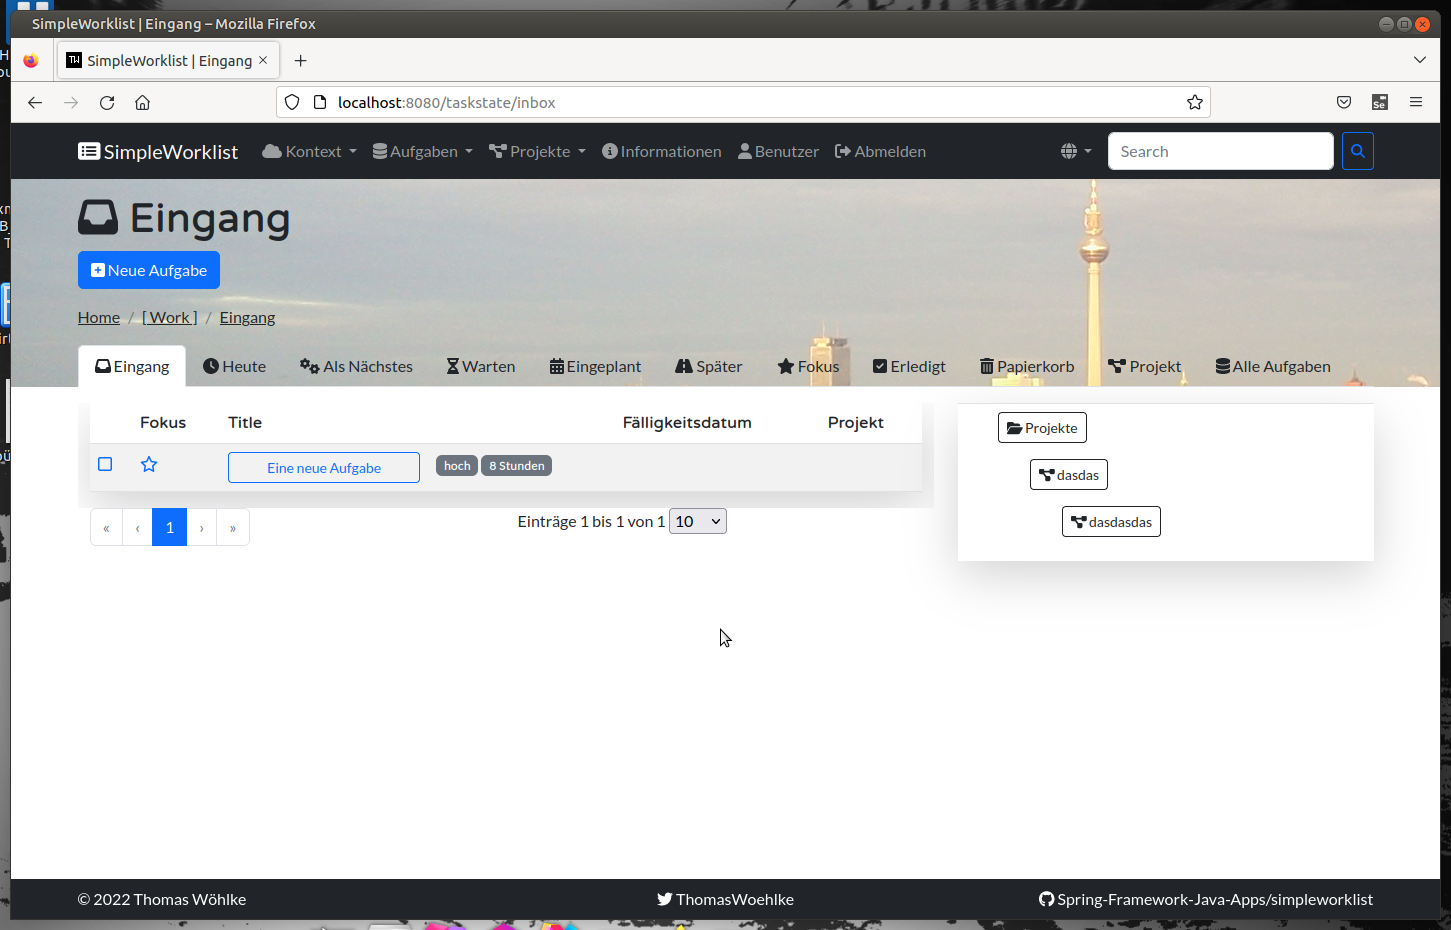 SimpleWorklist | Eingang – Mozilla Firefox
TW SimpleWorklist | Eingang
localhost:8080/taskstate/inbox
Se
SimpleWorklist Kontext Aufgaben Projekte Informationen Benutzer Abmelden Search
Eingang
Neue Aufgabe
Home / [ Work ] / Eingang
Eingang Heute Als Nächstes Warten Eingeplant Später Fokus Erledigt Papierkorb Projekt Alle Aufgaben
Fokus Title Fälligkeitsdatum Projekt
Eine neue Aufgabe hoch 8 Stunden
« ‹ 1 › »
Einträge 1 bis 1 von 1 10
Projekte
dasdas
dasdasdas
© 2022 Thomas Wöhlke ThomasWoehlke Spring-Framework-Java-Apps/simpleworklist